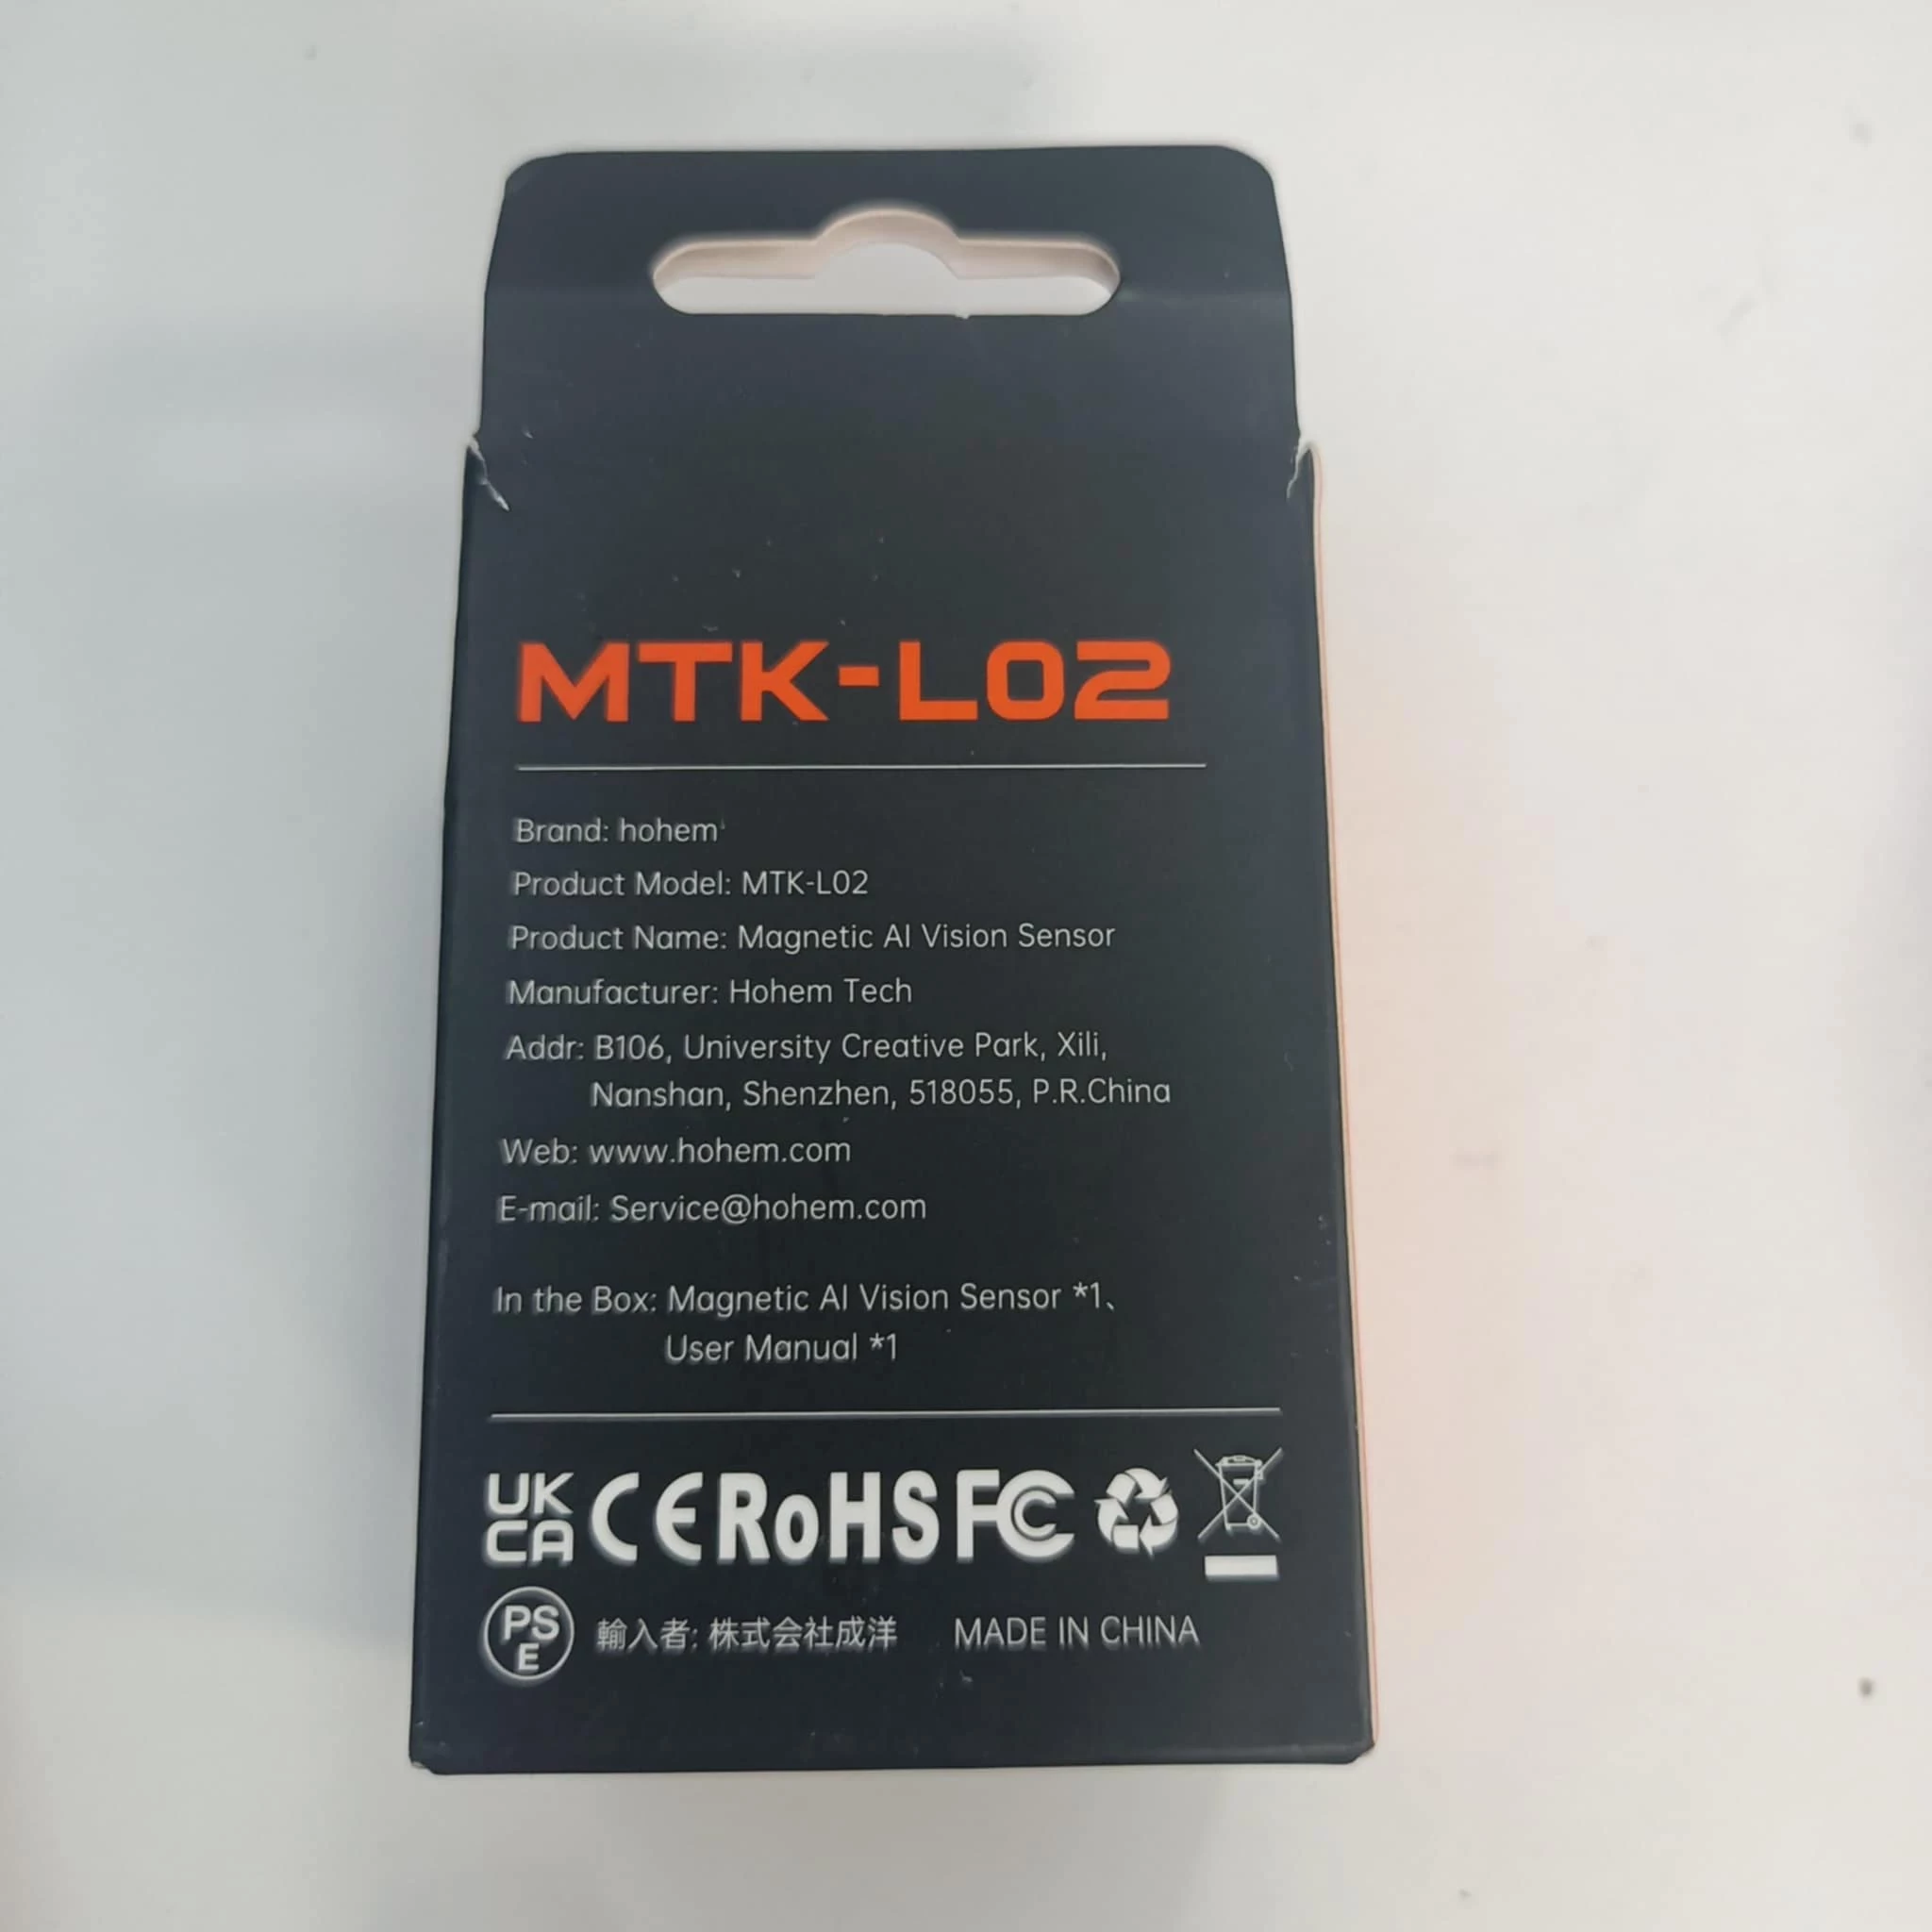 MTK-L02
Brand: hohem
Product Model: MTK-L02
Product Name: Magnetic AI Vision Sensor
Manufacturer: Hohem Tech
Addr: B106, University Creative Park, Xili,
Nanshan, Shenzhen, 518055, P.R.China
Web: www.hohem.com
E-mail: Service@hohem.com
In the Box: Magnetic AI Vision Sensor *1、
User Manual *1
UK
CA CE RoHS FC
PS
E 輸入者: 株式会社成洋 MADE IN CHINA